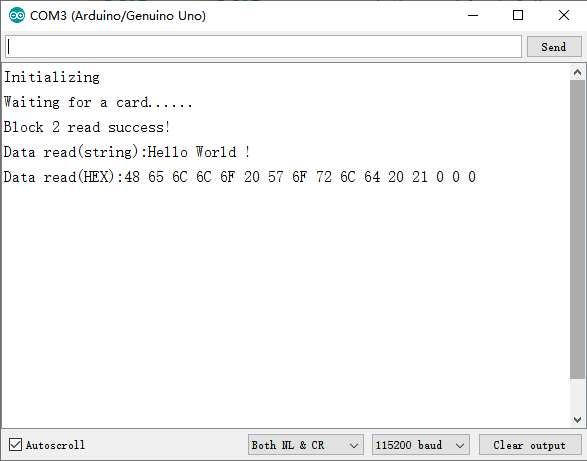 COM3 (Arduino/Genuino Uno)
Send
Initializing
Waiting for a card......
Block 2 read success!
Data read(string):Hello World !
Data read(HEX):48 65 6C 6C 6F 20 57 6F 72 6C 64 20 21 0 0 0
Autoscroll
Both NL & CR
115200 baud
Clear output